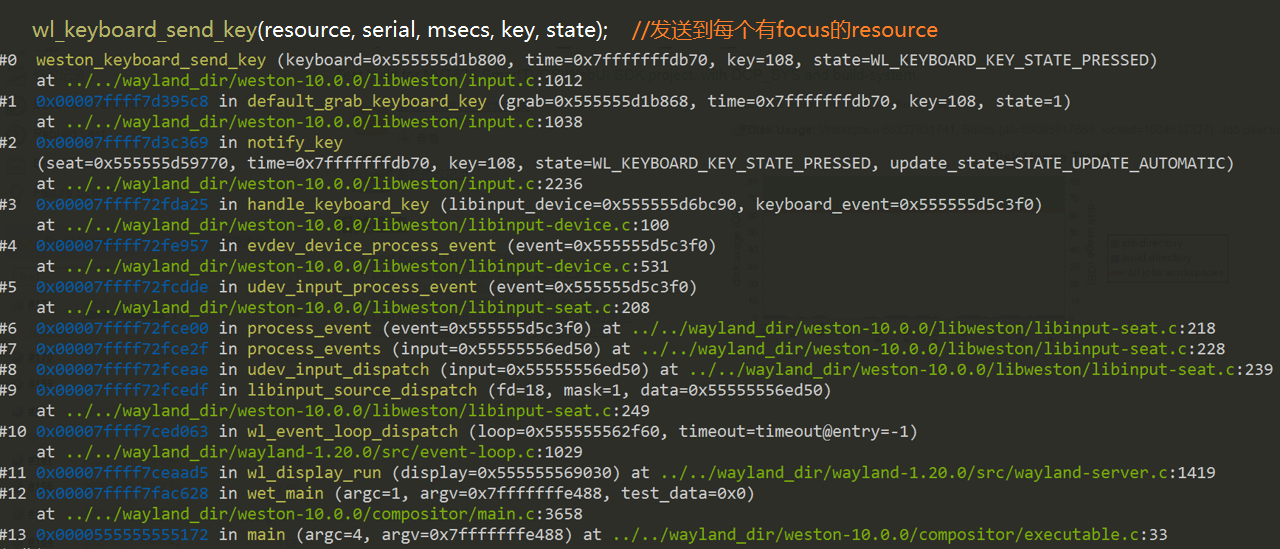 wl_keyboard_send_key(resource, serial, msecs, key, state);   //发送到每个有focus的resource
#0  weston_keyboard_send_key (keyboard=0x555555d1b800, time=0x7fffffffdb70, key=108, state=WL_KEYBOARD_KEY_STATE_PRESSED)
at ../../wayland_dir/weston-10.0.0/libweston/input.c:1012
#1  0x00007ffff7d395c8 in default_grab_keyboard_key (grab=0x555555d1b868, time=0x7fffffffdb70, key=108, state=1)
at ../../wayland_dir/weston-10.0.0/libweston/input.c:1038
#2  0x00007ffff7d3c369 in notify_key
(seat=0x555555d59770, time=0x7fffffffdb70, key=108, state=WL_KEYBOARD_KEY_STATE_PRESSED, update_state=STATE_UPDATE_AUTOMATIC)
at ../../wayland_dir/weston-10.0.0/libweston/input.c:2236
#3  0x00007ffff72fda25 in handle_keyboard_key (libinput_device=0x555555d6bc90, keyboard_event=0x555555d5c3f0)
at ../../wayland_dir/weston-10.0.0/libweston/libinput-device.c:100
#4  0x00007ffff72fe957 in evdev_device_process_event (event=0x555555d5c3f0)
at ../../wayland_dir/weston-10.0.0/libweston/libinput-device.c:531
#5  0x00007ffff72fcdde in udev_input_process_event (event=0x555555d5c3f0)
at ../../wayland_dir/weston-10.0.0/libweston/libinput-seat.c:208
#6  0x00007ffff72fce00 in process_event (event=0x555555d5c3f0) at ../../wayland_dir/weston-10.0.0/libweston/libinput-seat.c:218
#7  0x00007ffff72fce2f in process_events (input=0x55555556ed50) at ../../wayland_dir/weston-10.0.0/libweston/libinput-seat.c:228
#8  0x00007ffff72fceae in udev_input_dispatch (input=0x55555556ed50) at ../../wayland_dir/weston-10.0.0/libweston/libinput-seat.c:239
#9  0x00007ffff72fcedf in libinput_source_dispatch (fd=18, mask=1, data=0x55555556ed50)
at ../../wayland_dir/weston-10.0.0/libweston/libinput-seat.c:249
#10 0x00007ffff7ced063 in wl_event_loop_dispatch (loop=0x555555562f60, timeout=timeout@entry=-1)
at ../../wayland_dir/wayland-1.20.0/src/event-loop.c:1029
#11 0x00007ffff7ceaad5 in wl_display_run (display=0x555555569030) at ../../wayland_dir/wayland-1.20.0/src/wayland-server.c:1419
#12 0x00007ffff7fac628 in wet_main (argc=1, argv=0x7fffffffe488, test_data=0x0)
at ../../wayland_dir/weston-10.0.0/compositor/main.c:3658
#13 0x0000555555555172 in main (argc=4, argv=0x7fffffffe488) at ../../wayland_dir/weston-10.0.0/compositor/executable.c:33